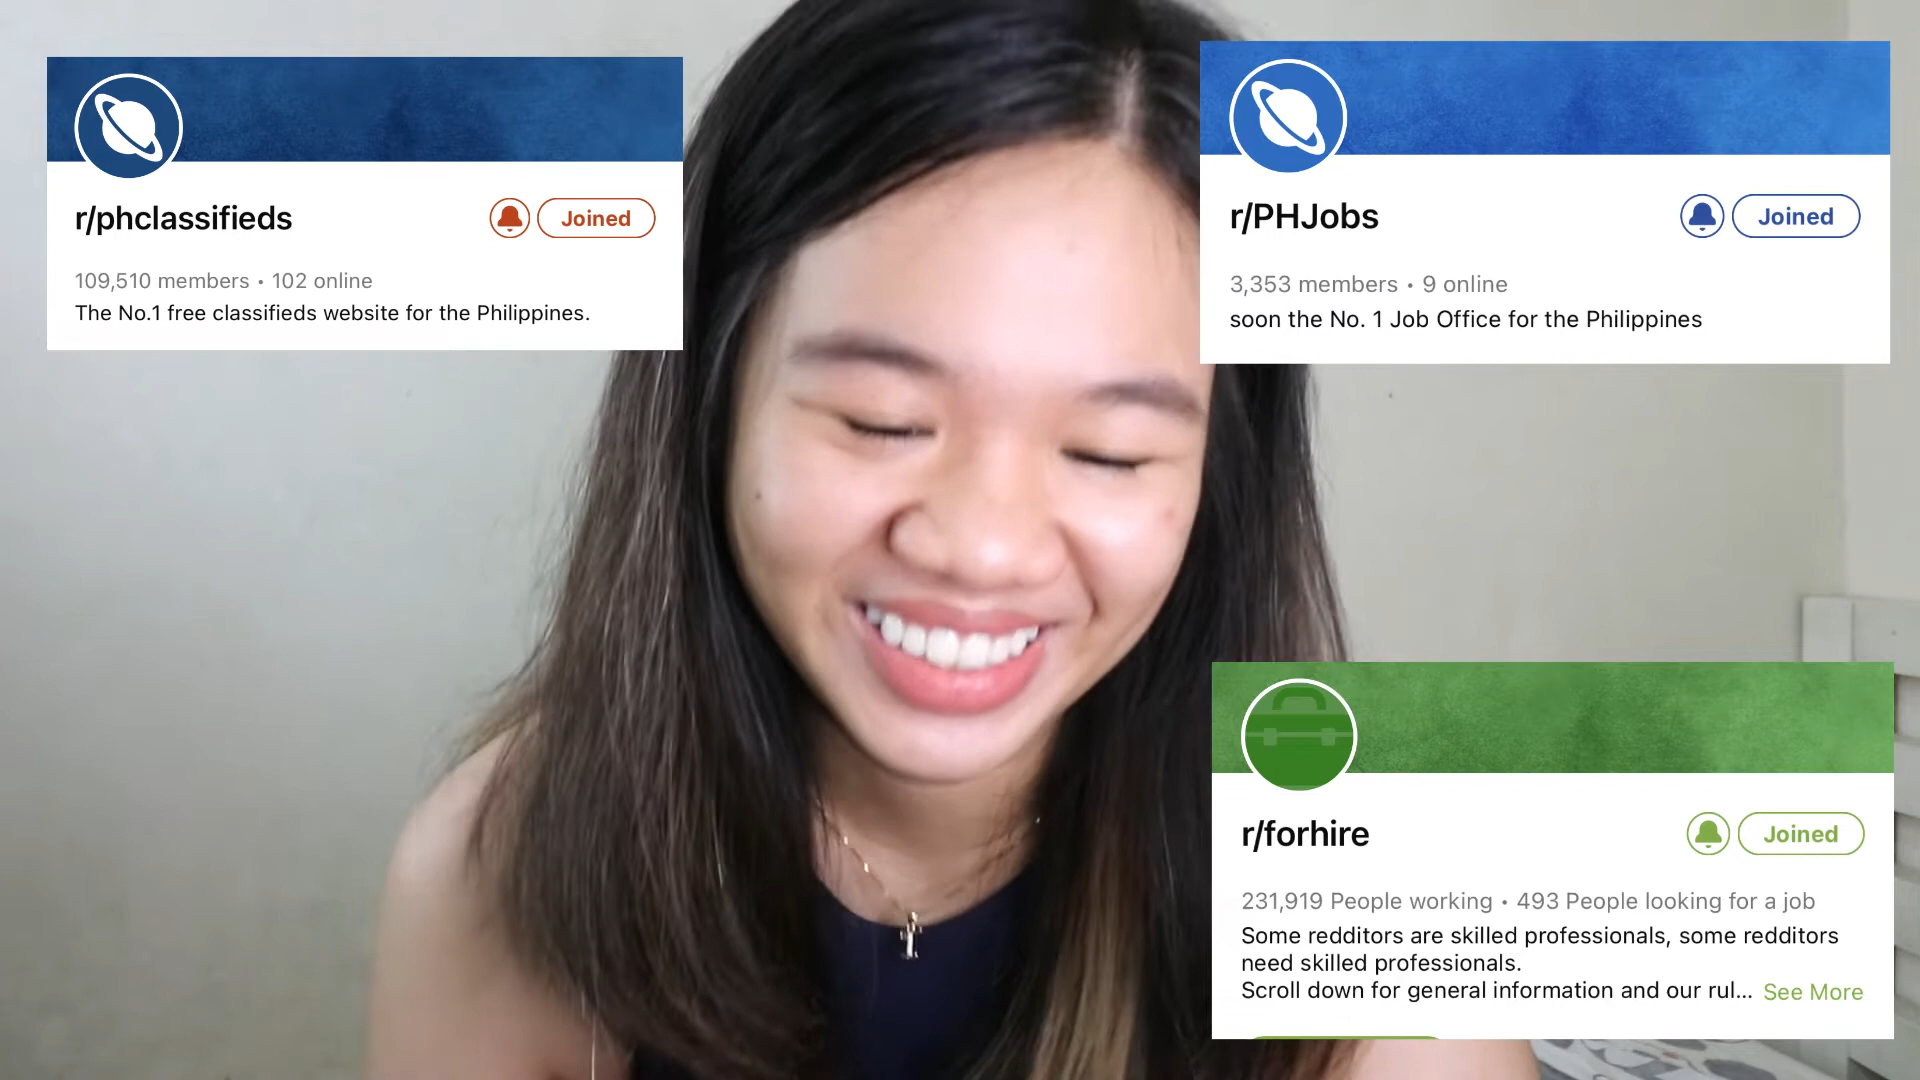 r/phclassifieds
Joined
109,510 members • 102 online
The No.1 free classifieds website for the Philippines.
r/PHJobs
Joined
3,353 members • 9 online
soon the No. 1 Job Office for the Philippines
r/forhire
Joined
231,919 People working • 493 People looking for a job
Some redditors are skilled professionals, some redditors
need skilled professionals.
Scroll down for general information and our rul... See More